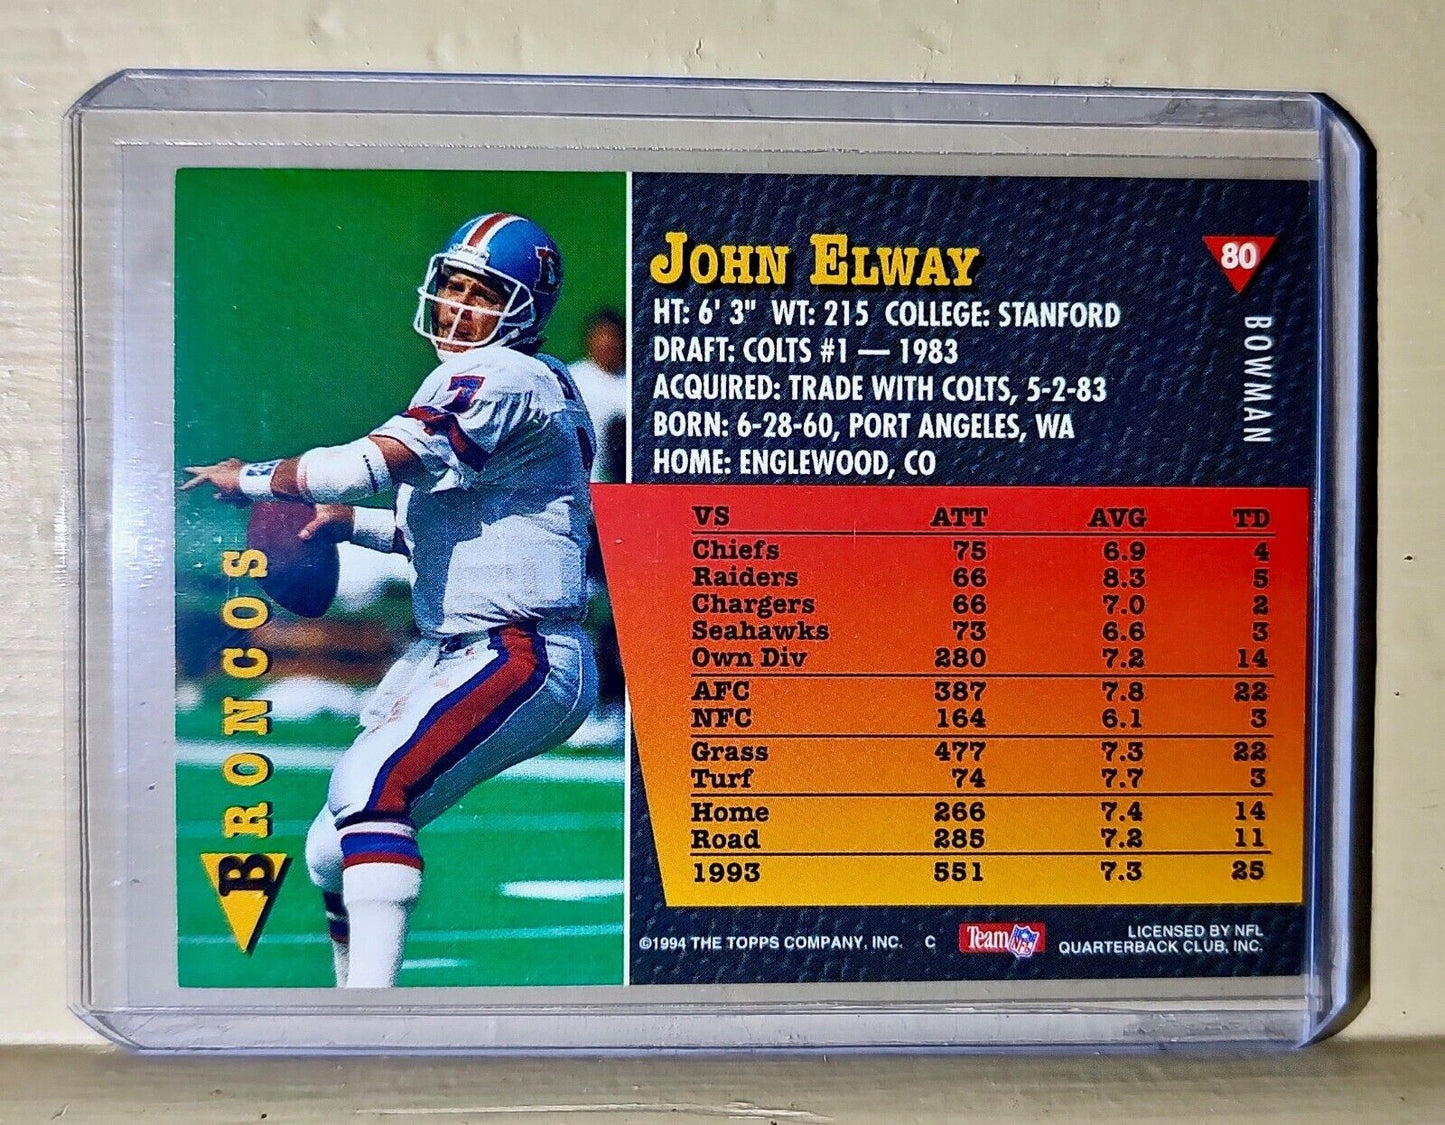 BRONCOS
7
JOHN ELWAY
80
BOWMAN
HT: 6' 3" WT: 215 COLLEGE: STANFORD
DRAFT: COLTS #1 — 1983
ACQUIRED: TRADE WITH COLTS, 5-2-83
BORN: 6-28-60, PORT ANGELES, WA
HOME: ENGLEWOOD, CO
VS ATT AVG TD
Chiefs 75 6.9 4
Raiders 66 8.3 5
Chargers 66 7.0 2
Seahawks 73 6.6 3
Own Div 280 7.2 14
AFC 387 7.8 22
NFC 164 6.1 3
Grass 477 7.3 22
Turf 74 7.7 3
Home 266 7.4 14
Road 285 7.2 11
1993 551 7.3 25
©1994 THE TOPPS COMPANY, INC. C
Team NFL
LICENSED BY NFL
QUARTERBACK CLUB, INC.